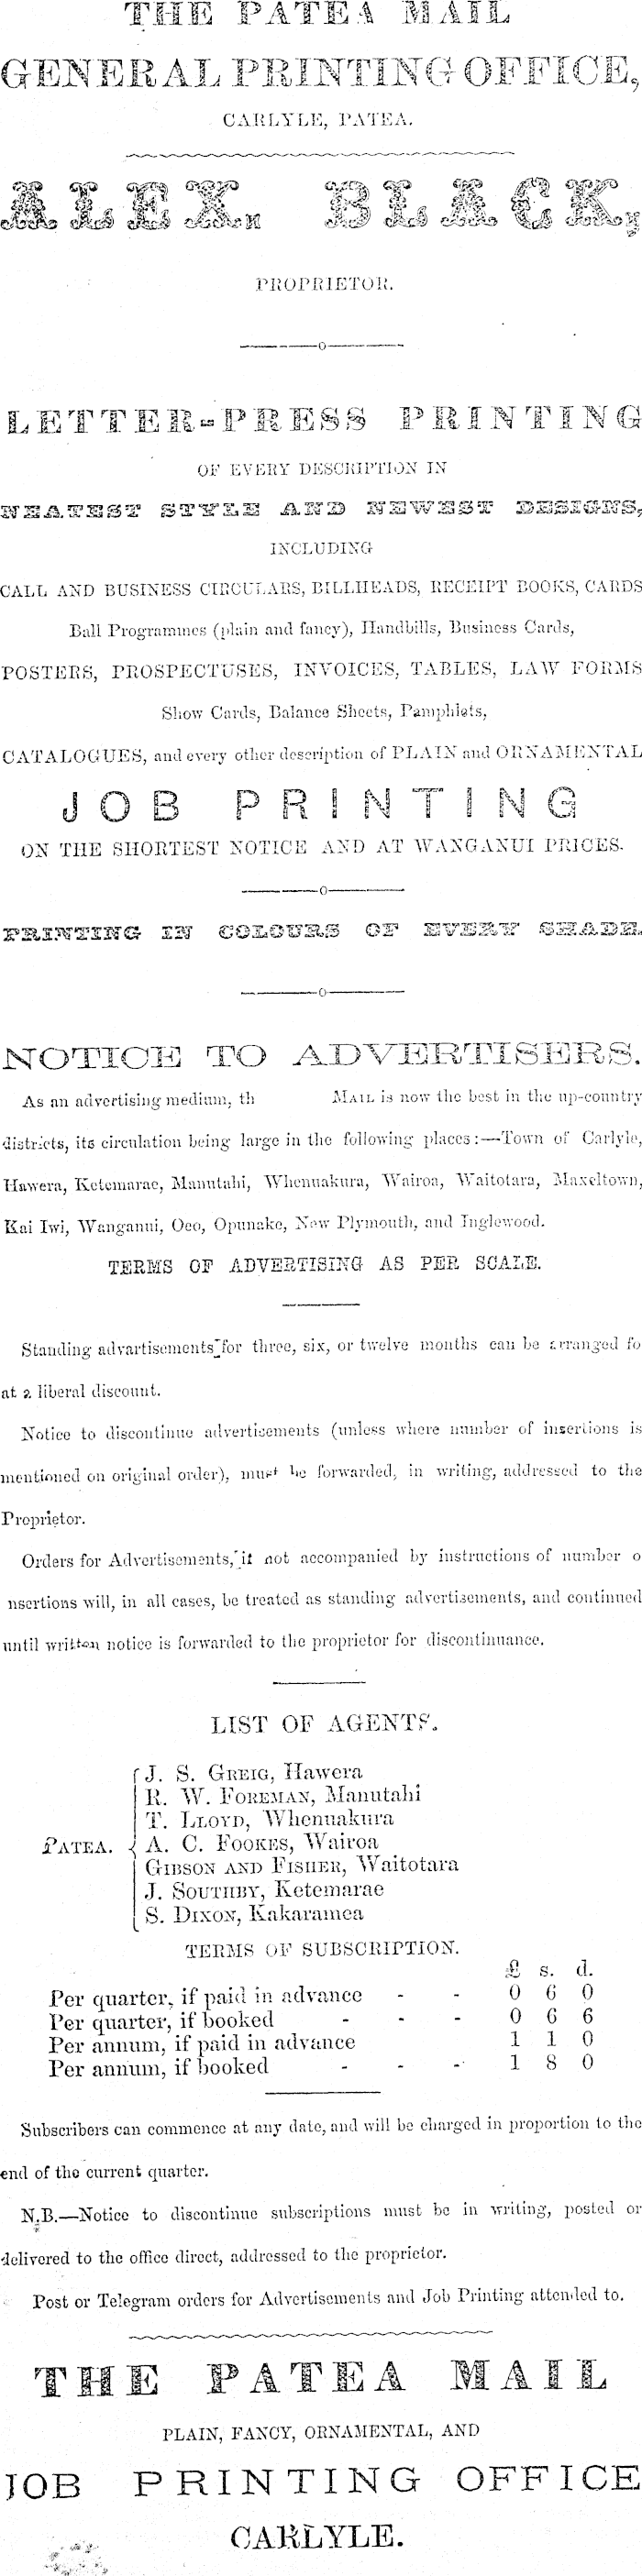 THE PATEA MAIL
GENERAL PRINTING OFFICE,
CARLYLE, PATEA.
ALEX. BLACK,
PROPRIETOR.
LETTER-PRESS PRINTING
OF EVERY DESCRIPTION IN
NEATEST STYLE AND NEWEST DESIGNS,
INCLUDING
CALL AND BUSINESS CIRCULARS, BILLHEADS, RECEIPT BOOKS, CARDS
Ball Programmes (plain and fancy), Handbills, Business Cards,
POSTERS, PROSPECTUSES, INVOICES, TABLES, LAW FORMS
Show Cards, Balance Sheets, Pamphlets,
CATALOGUES, and every other description of PLAIN and ORNAMENTAL
JOB PRINTING
ON THE SHORTEST NOTICE AND AT WANGANUI PRICES.
PRINTING IN COLOURS OF EVERY SHADE.
NOTICE TO ADVERTISERS.
As an advertising medium, th MAIL is now the best in the up-country
districts, its circulation being large in the following places:—Town of Carlyle,
Hawera, Ketemarae, Manutahi, Whenuakura, Wairoa, Waitotara, Maxeltown,
Kai Iwi, Wanganui, Oeo, Opunake, New Plymouth, and Inglewood.
TERMS OF ADVERTISING AS PER SCALE.
Standing advartisements for three, six, or twelve months can be arranged fo
at a liberal discount.
Notice to discontinue advertisements (unless where number of insertions is
mentioned on original order), must be forwarded, in writing, addressed to the
Proprietor.
Orders for Advertisements, if not accompanied by instructions of number o
nsertions will, in all cases, be treated as standing advertisements, and continued
until written notice is forwarded to the proprietor for discontinuance.
LIST OF AGENTS.
PATEA.
J. S. GREIG, Hawera
R. W. FOREMAN, Manutahi
T. LLOYD, Whenuakura
A. C. FOOKES, Wairoa
GIBSON AND FISHER, Waitotara
J. SOUTHBY, Ketemarae
S. DIXON, Kakaramea
TERMS OF SUBSCRIPTION.
£ s. d.
Per quarter, if paid in advance - - 0 6 0
Per quarter, if booked - - - 0 6 6
Per annum, if paid in advance 1 1 0
Per annum, if booked - - - 1 8 0
Subscribers can commence at any date, and will be charged in proportion to the
end of the current quarter.
N.B.—Notice to discontinue subscriptions must be in writing, posted or
delivered to the office direct, addressed to the proprietor.
Post or Telegram orders for Advertisements and Job Printing attended to.
THE PATEA MAIL
PLAIN, FANCY, ORNAMENTAL, AND
JOB PRINTING OFFICE
CARLYLE.